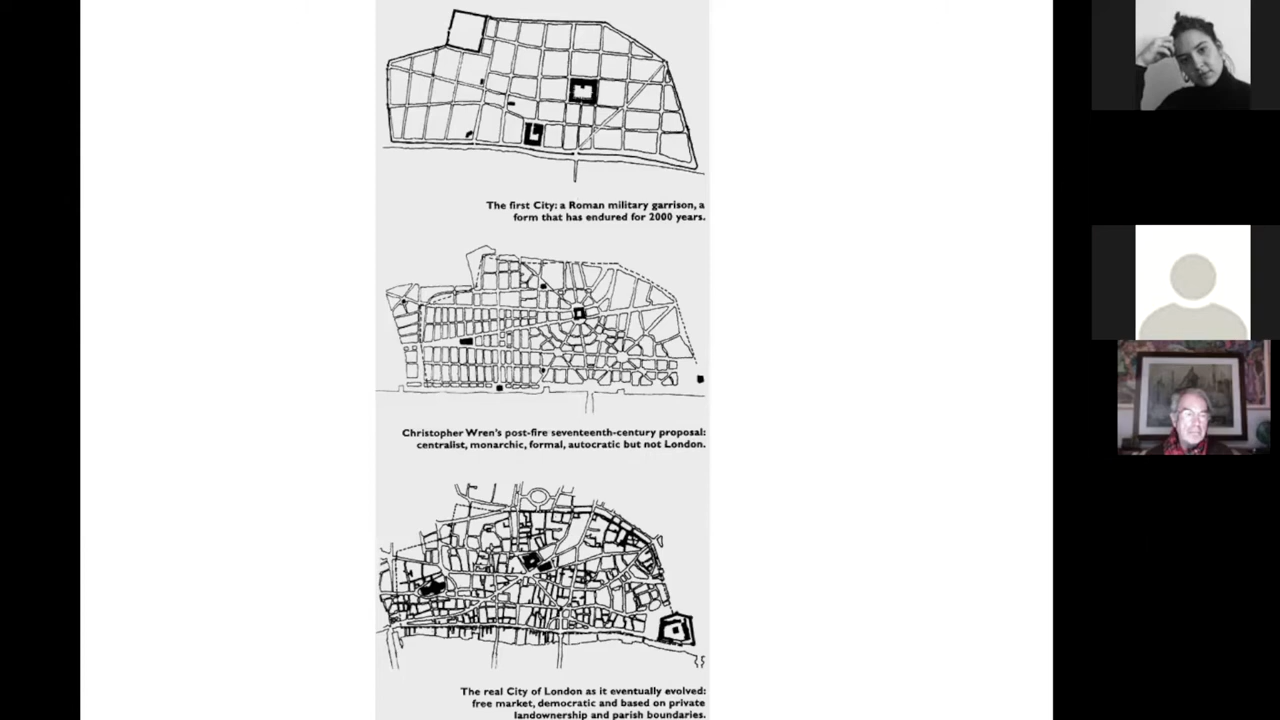 The first City: a Roman military garrison, a
form that has endured for 2000 years.
Christopher Wren's post-fire seventeenth-century proposal:
centralist, monarchic, formal, autocratic but not London.
The real City of London as it eventually evolved:
free market, democratic and based on private
landownership and parish boundaries.